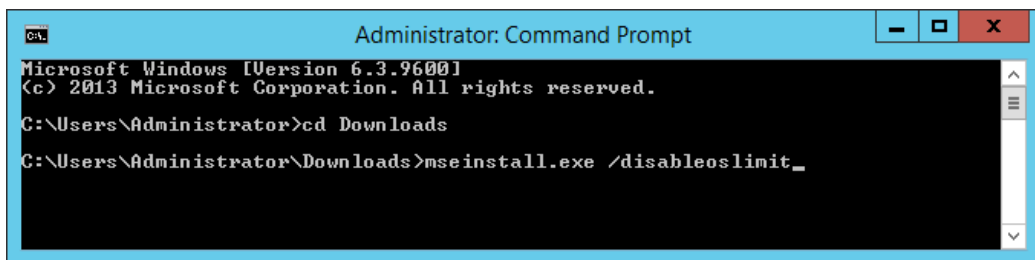 Administrator: Command Prompt
Microsoft Windows [Version 6.3.9600]
(c) 2013 Microsoft Corporation. All rights reserved.
C:\Users\Administrator>cd Downloads
C:\Users\Administrator\Downloads>mseinstall.exe /disableoslimit_